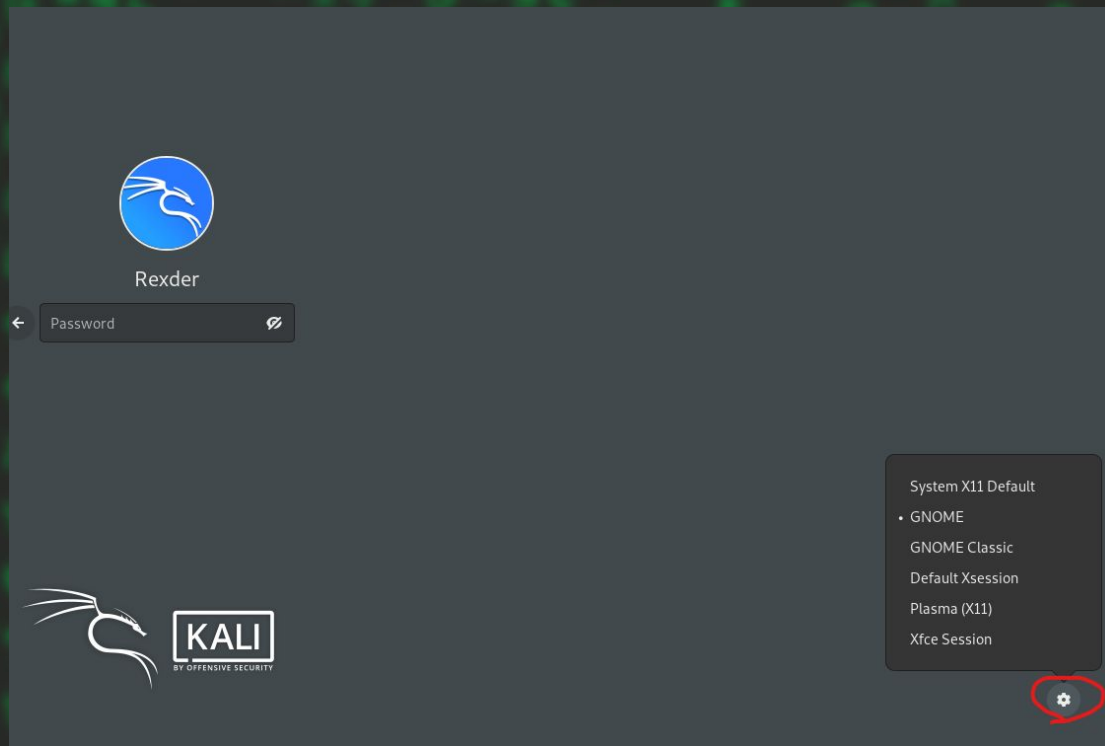 Rexder
Password
System X11 Default
• GNOME
GNOME Classic
Default Xsession
Plasma (X11)
Xfce Session
KALI
BY OFFENSIVE SECURITY